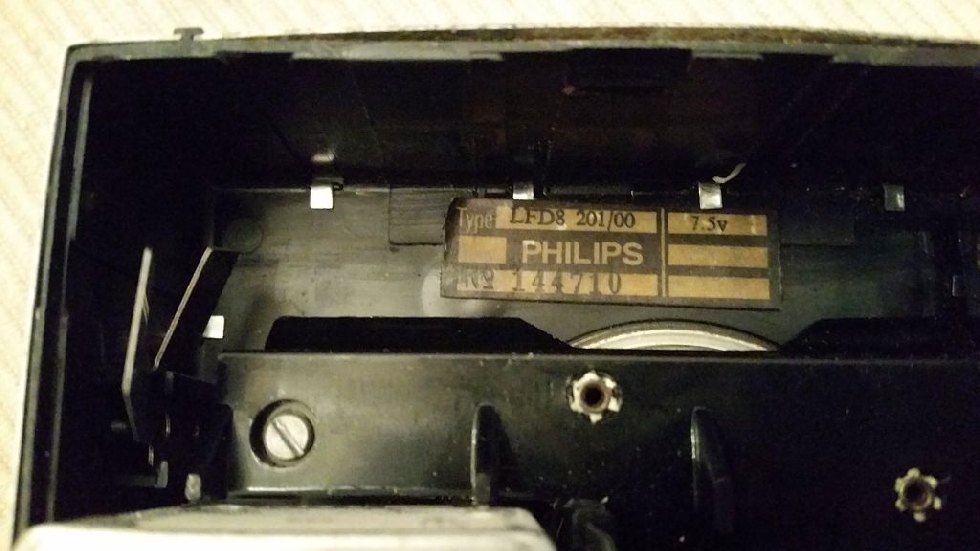 Type LFD8 201/00 7.5v
PHILIPS
No 144710